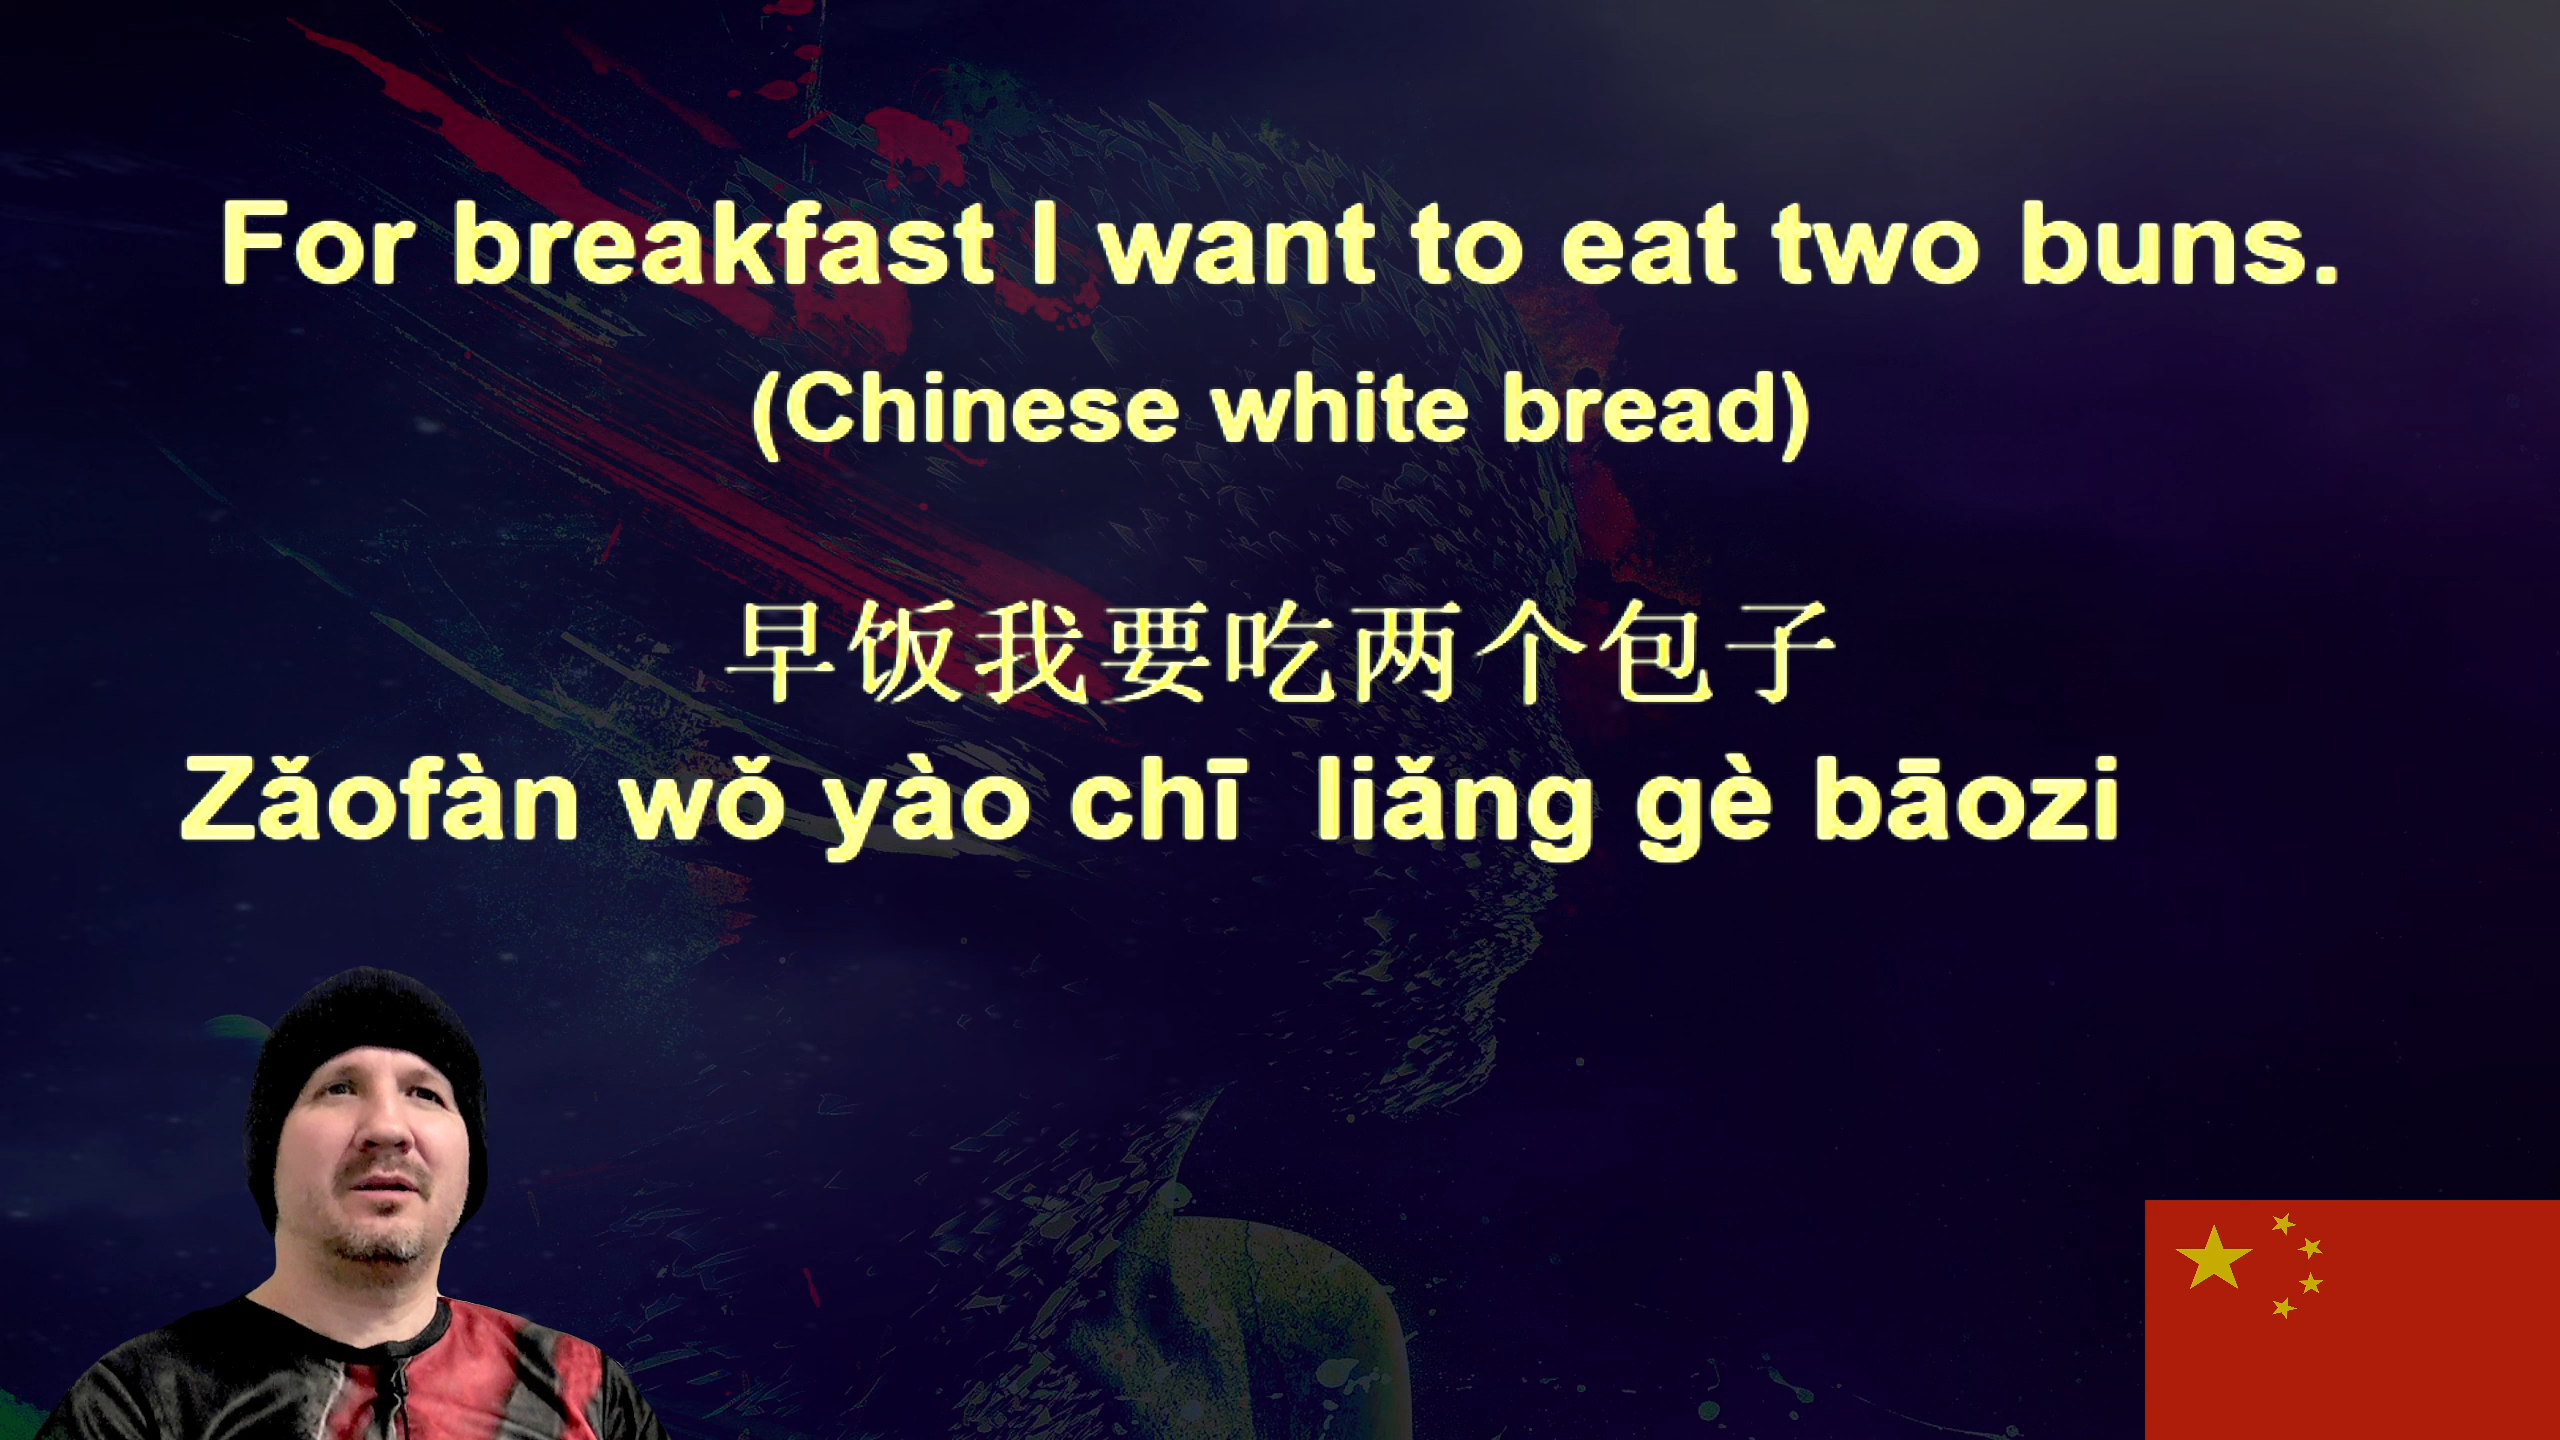 For breakfast I want to eat two buns.
(Chinese white bread)
早饭我要吃两个包子
Zǎofàn wǒ yào chī  liǎng gè bāozi